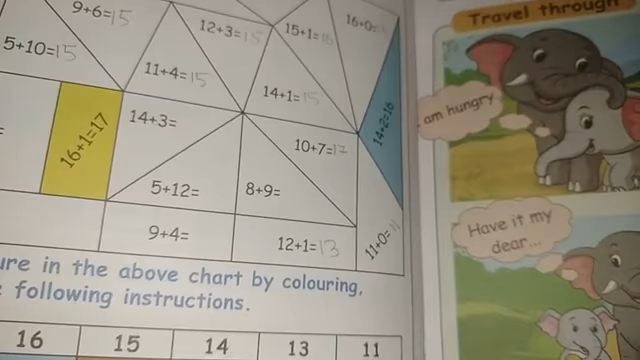 9+6=15
12+3=15
15+1=16
16+0=
Travel through
5+10=15
11+4=15
14+1=15
14+2=16
am hungry
16+1=17
14+3=
10+7=17
5+12=
8+9=
9+4=
12+1=13
11+0=11
Have it my
dear...
ure in the above chart by colouring,
following instructions.
16 15 14 13 11